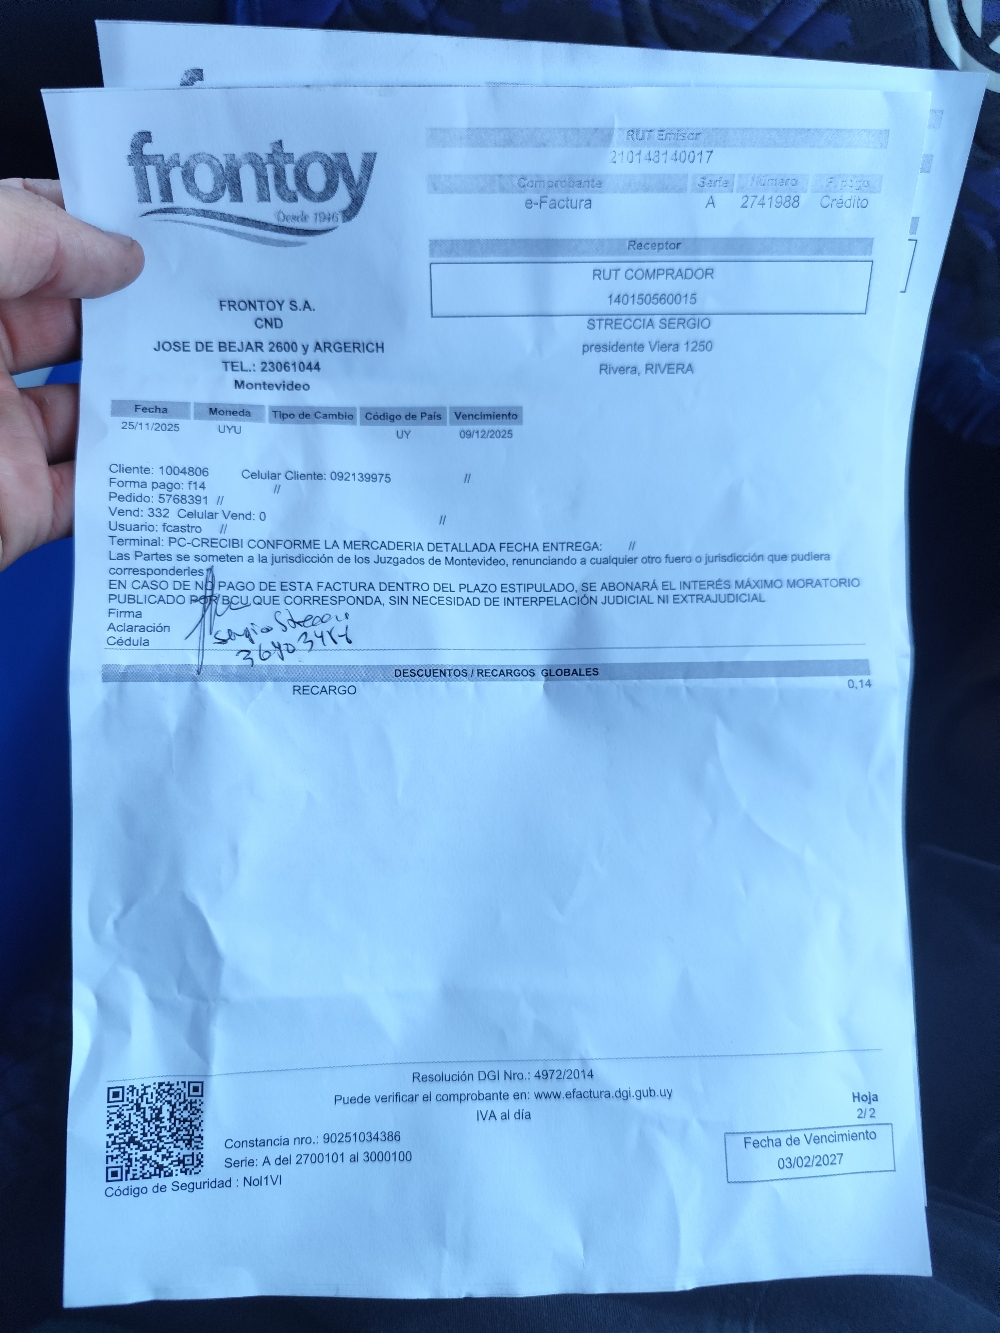 frontoy
Desde 1946
RUT Emisor
210148140017
Comprobante Serie Número F. pago
e-Factura A 2741988 Crédito
Receptor
RUT COMPRADOR
140150560015
STRECCIA SERGIO
presidente Viera 1250
Rivera, RIVERA
FRONTOY S.A.
CND
JOSE DE BEJAR 2600 y ARGERICH
TEL.: 23061044
Montevideo
Fecha Moneda Tipo de Cambio Código de País Vencimiento
25/11/2025 UYU UY 09/12/2025
Cliente: 1004806 Celular Cliente: 092139975 //
Forma pago: f14 //
Pedido: 5768391 //
Vend: 332 Celular Vend: 0 //
Usuario: fcastro //
Terminal: PC-CRECIBI CONFORME LA MERCADERIA DETALLADA FECHA ENTREGA: //
Las Partes se someten a la jurisdicción de los Juzgados de Montevideo, renunciando a cualquier otro fuero o jurisdicción que pudiera
corresponderles
EN CASO DE NO PAGO DE ESTA FACTURA DENTRO DEL PLAZO ESTIPULADO, SE ABONARÁ EL INTERÉS MÁXIMO MORATORIO
PUBLICADO POR BCU QUE CORRESPONDA, SIN NECESIDAD DE INTERPELACIÓN JUDICIAL NI EXTRAJUDICIAL
Firma
Aclaración Sergio
Cédula
DESCUENTOS / RECARGOS GLOBALES
RECARGO 0,14
Resolución DGI Nro.: 4972/2014
Puede verificar el comprobante en: www.efactura.dgi.gub.uy
IVA al día
Hoja
2/2
Constancia nro.: 90251034386
Serie: A del 2700101 al 3000100
Fecha de Vencimiento
03/02/2027
Código de Seguridad : NoI1VI